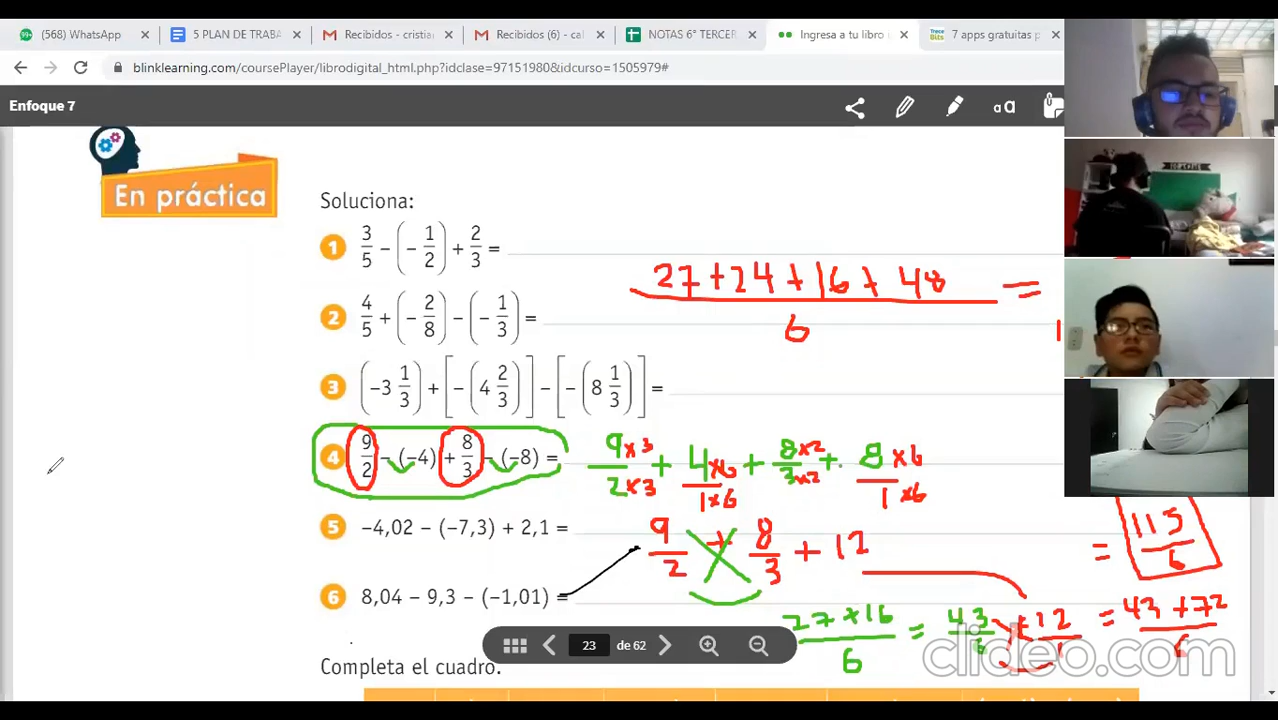 (568) WhatsApp × 5 PLAN DE TRABA × Recibidos - cristia × Recibidos (6) - cal × NOTAS 6° TERCER × Ingresa a tu libro × 7 apps gratuitas p ×
blinklearning.com/coursePlayer/librodigital_html.php?idclase=97151980&idcurso=1505979#
Enfoque 7
aA
En práctica
Soluciona:
1 3/5 − (−1/2) + 2/3 =
27 + 24 + 16 + 48 / 6 =
2 4/5 + (−2/8) − (−1/3) =
3 (−3 1/3) + [−(4 2/3)] − [−(8 1/3)] =
4 9/2 − (−4) + 8/3 − (−8) = 9×3/2×3 + 4×6/1×6 + 8×2/3×2 + 8×6/1×6
5 −4,02 − (−7,3) + 2,1 = 9/2 + 8/3 + 12
= 115/6
6 8,04 − 9,3 − (−1,01) =
27+16/6 = 43/6 + 12/1 = 43+72/6
23 de 62
Completa el cuadro.
clideo.com